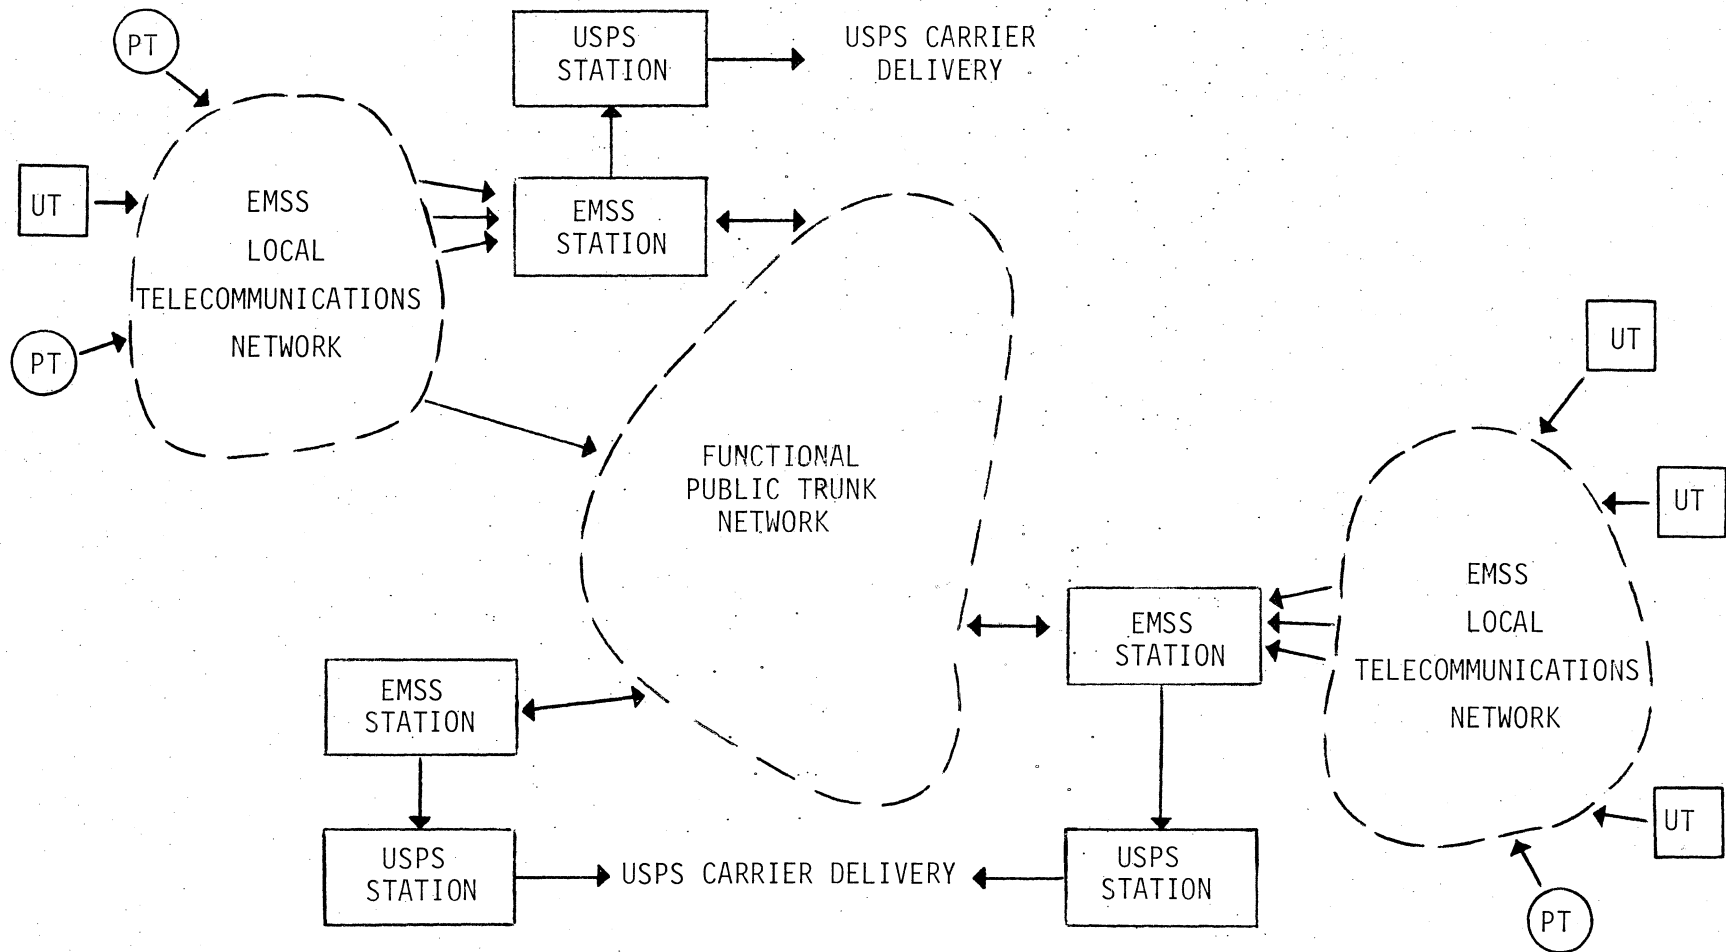 PT
USPS
STATION
USPS CARRIER
DELIVERY
UT
EMSS
LOCAL
TELECOMMUNICATIONS
NETWORK
EMSS
STATION
PT
UT
FUNCTIONAL
PUBLIC TRUNK
NETWORK
UT
EMSS
LOCAL
TELECOMMUNICATIONS
NETWORK
EMSS
STATION
EMSS
STATION
UT
USPS
STATION
USPS CARRIER DELIVERY
USPS
STATION
PT